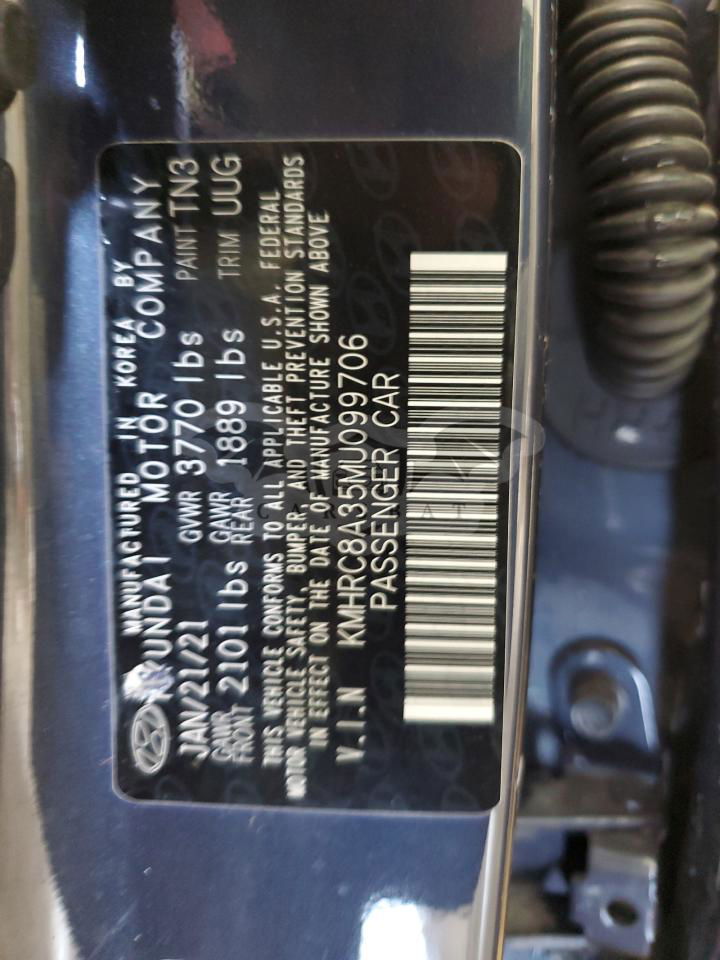 MANUFACTURED IN KOREA BY
HYUNDAI MOTOR COMPANY
JAN/21/21 GVWR 3770 lbs PAINT TN3
GAWR FRONT 2101 lbs GAWR REAR 1889 lbs TRIM UUG
THIS VEHICLE CONFORMS TO ALL APPLICABLE U.S.A. FEDERAL
MOTOR VEHICLE SAFETY, BUMPER, AND THEFT PREVENTION STANDARDS
IN EFFECT ON THE DATE OF MANUFACTURE SHOWN ABOVE
V.I.N KMHRC8A35MU099706
PASSENGER CAR